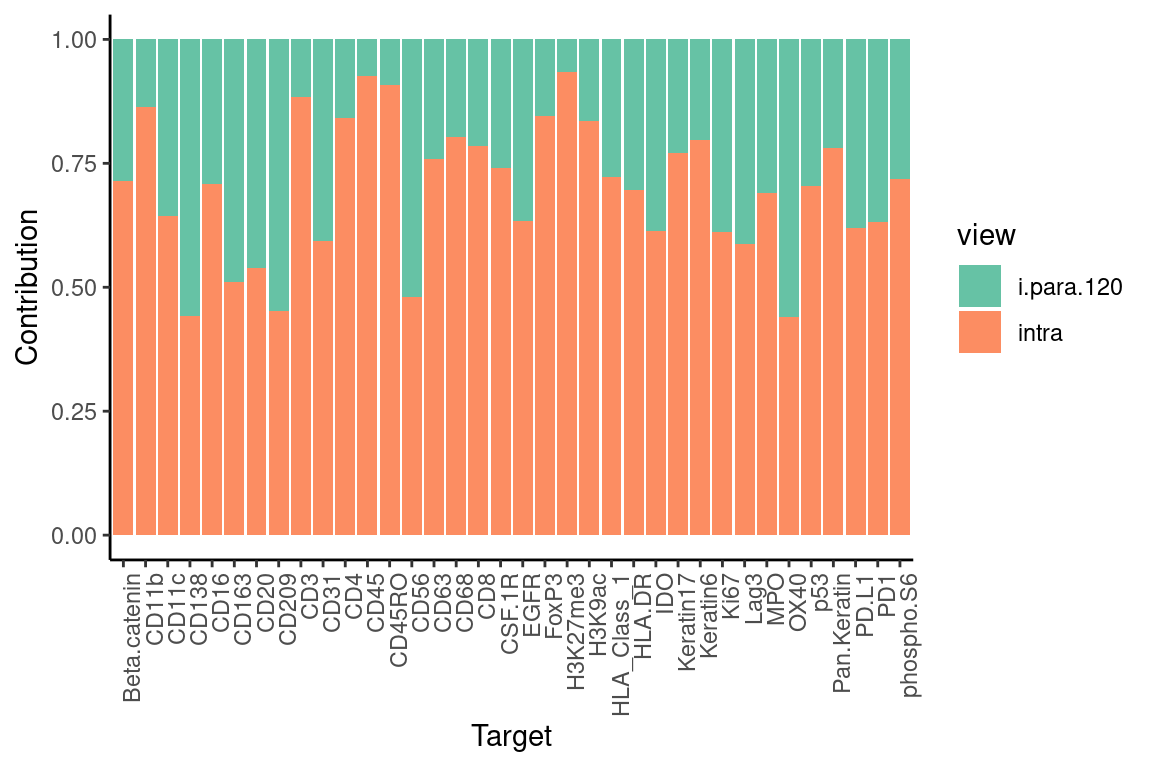 Contribution
1.00
0.75
0.50
0.25
0.00
Beta.catenin
CD11b
CD11c
CD138
CD16
CD163
CD20
CD209
CD3
CD31
CD4
CD45
CD45RO
CD56
CD63
CD68
CD8
CSF.1R
EGFR
FoxP3
H3K27me3
H3K9ac
HLA_Class_1
HLA.DR
IDO
Keratin17
Keratin6
Ki67
Lag3
MPO
OX40
p53
Pan.Keratin
PD.L1
PD1
phospho.S6
Target
view
i.para.120
intra